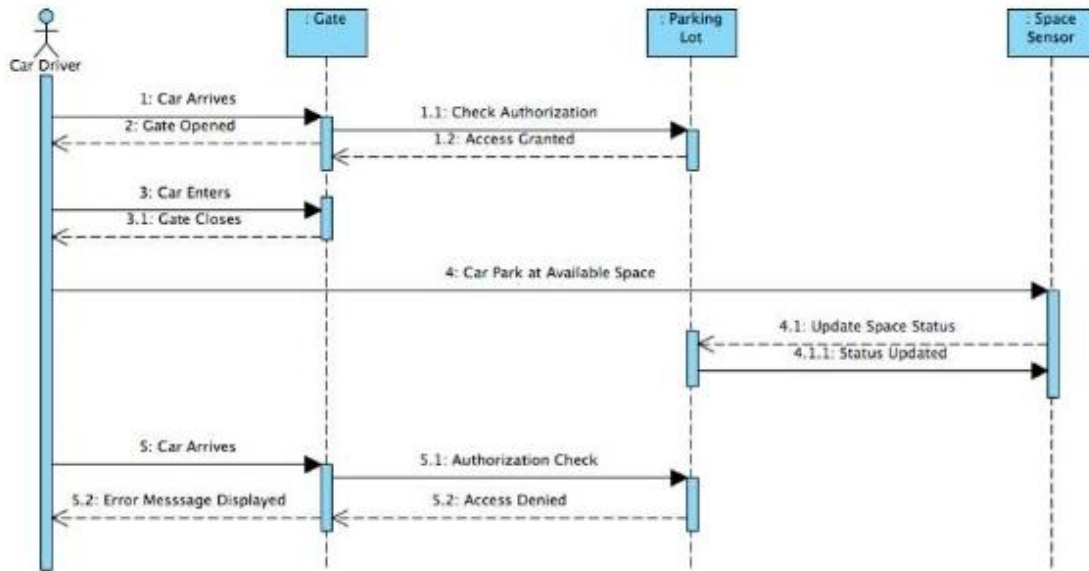 : Gate
: Parking
Lot
: Space
Sensor
Car Driver
1: Car Arrives
1.1: Check Authorization
2: Gate Opened
1.2: Access Granted
3: Car Enters
3.1: Gate Closes
4: Car Park at Available Space
4.1: Update Space Status
4.1.1: Status Updated
5: Car Arrives
5.1: Authorization Check
5.2: Error Messsage Displayed
5.2: Access Denied